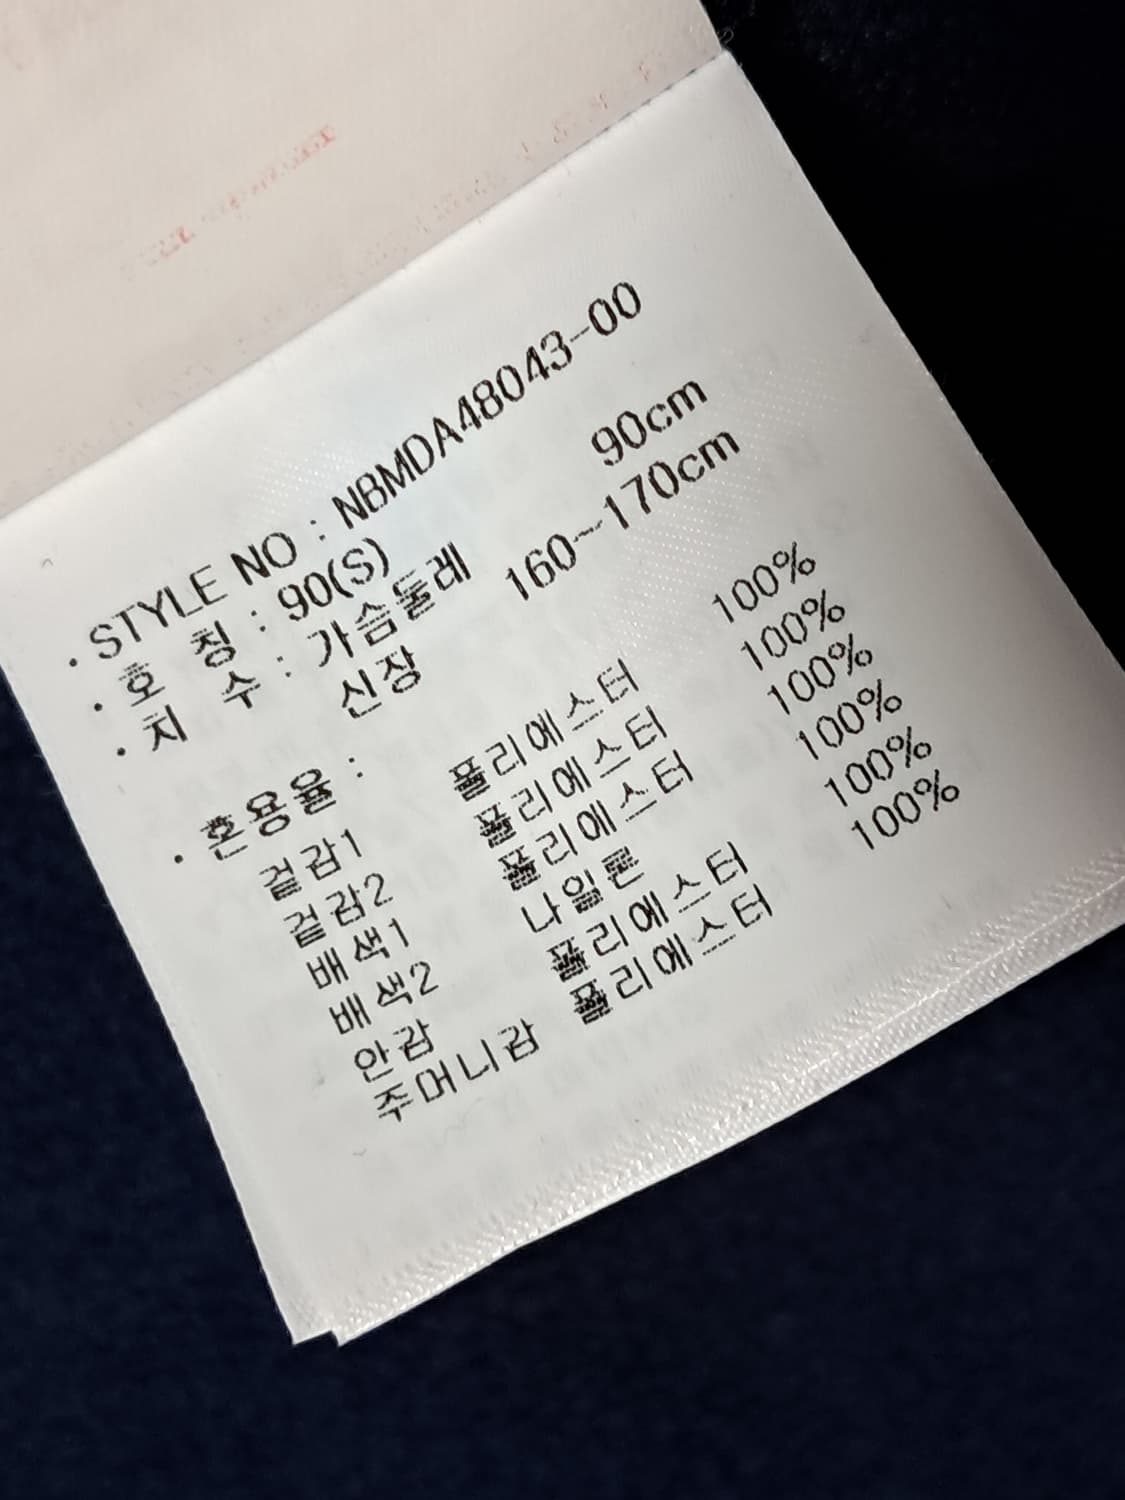 · STYLE NO : NBMDA48043-00
· 호 칭 : 90(S)
· 치 수 : 가슴둘레 90cm
신장 160~170cm
· 혼용율 :
겉감1 폴리에스터 100%
겉감2 폴리에스터 100%
배색1 폴리에스터 100%
배색2 나일론 100%
안감 폴리에스터 100%
주머니감 폴리에스터 100%